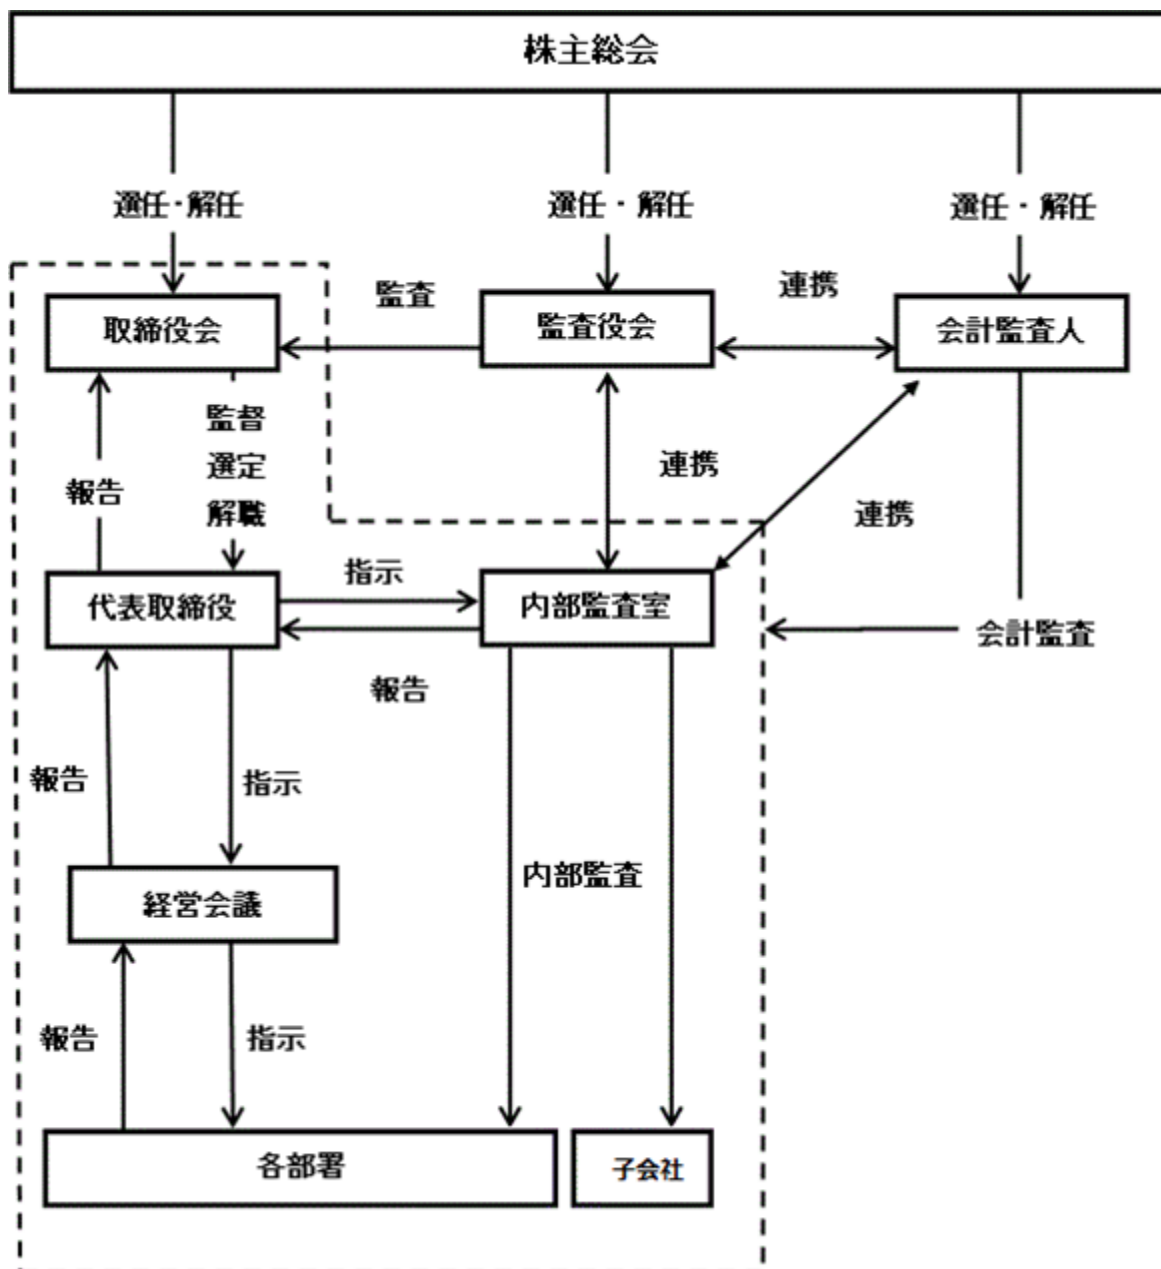 株主総会
選任・解任
選任・解任
選任・解任
監査
連携
取締役会
監査役会
会計監査人
監督
選定
解職
報告
連携
連携
指示
代表取締役
内部監査室
会計監査
報告
報告
指示
内部監査
経営会議
報告
指示
各部署
子会社